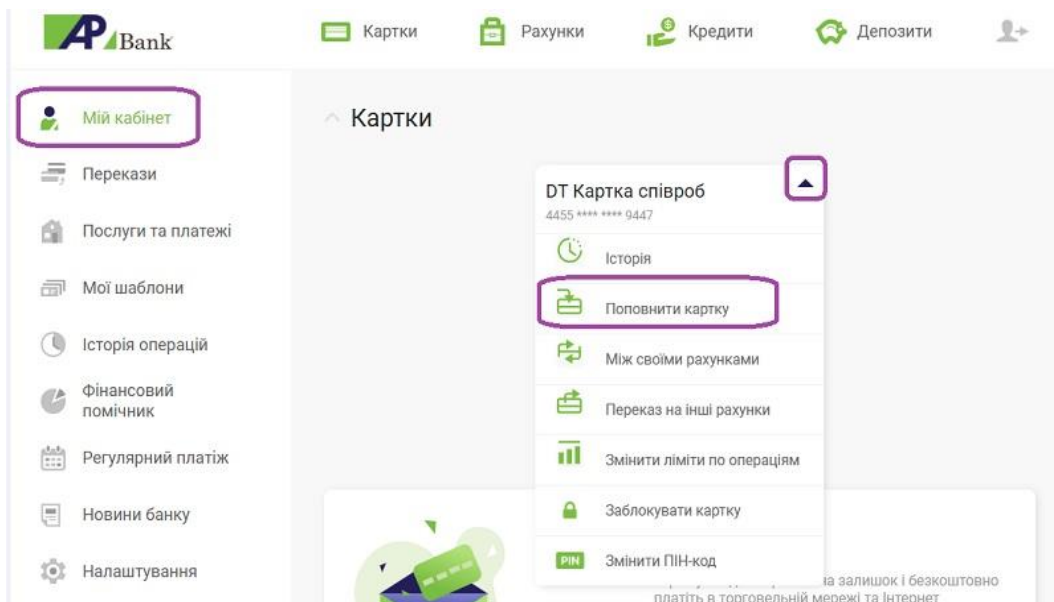 AP Bank
Картки
Рахунки
Кредити
Депозити
Мій кабінет
Перекази
Послуги та платежі
Мої шаблони
Історія операцій
Фінансовий
помічник
Регулярний платіж
Новини банку
Налаштування
Картки
DT Картка співроб
4455 **** **** 9447
Історія
Поповнити картку
Між своїми рахунками
Переказ на інші рахунки
Змінити ліміти по операціям
Заблокувати картку
PIN Змінити ПІН-код
на залишок і безкоштовно
платіть в торговельній мережі та Інтернет